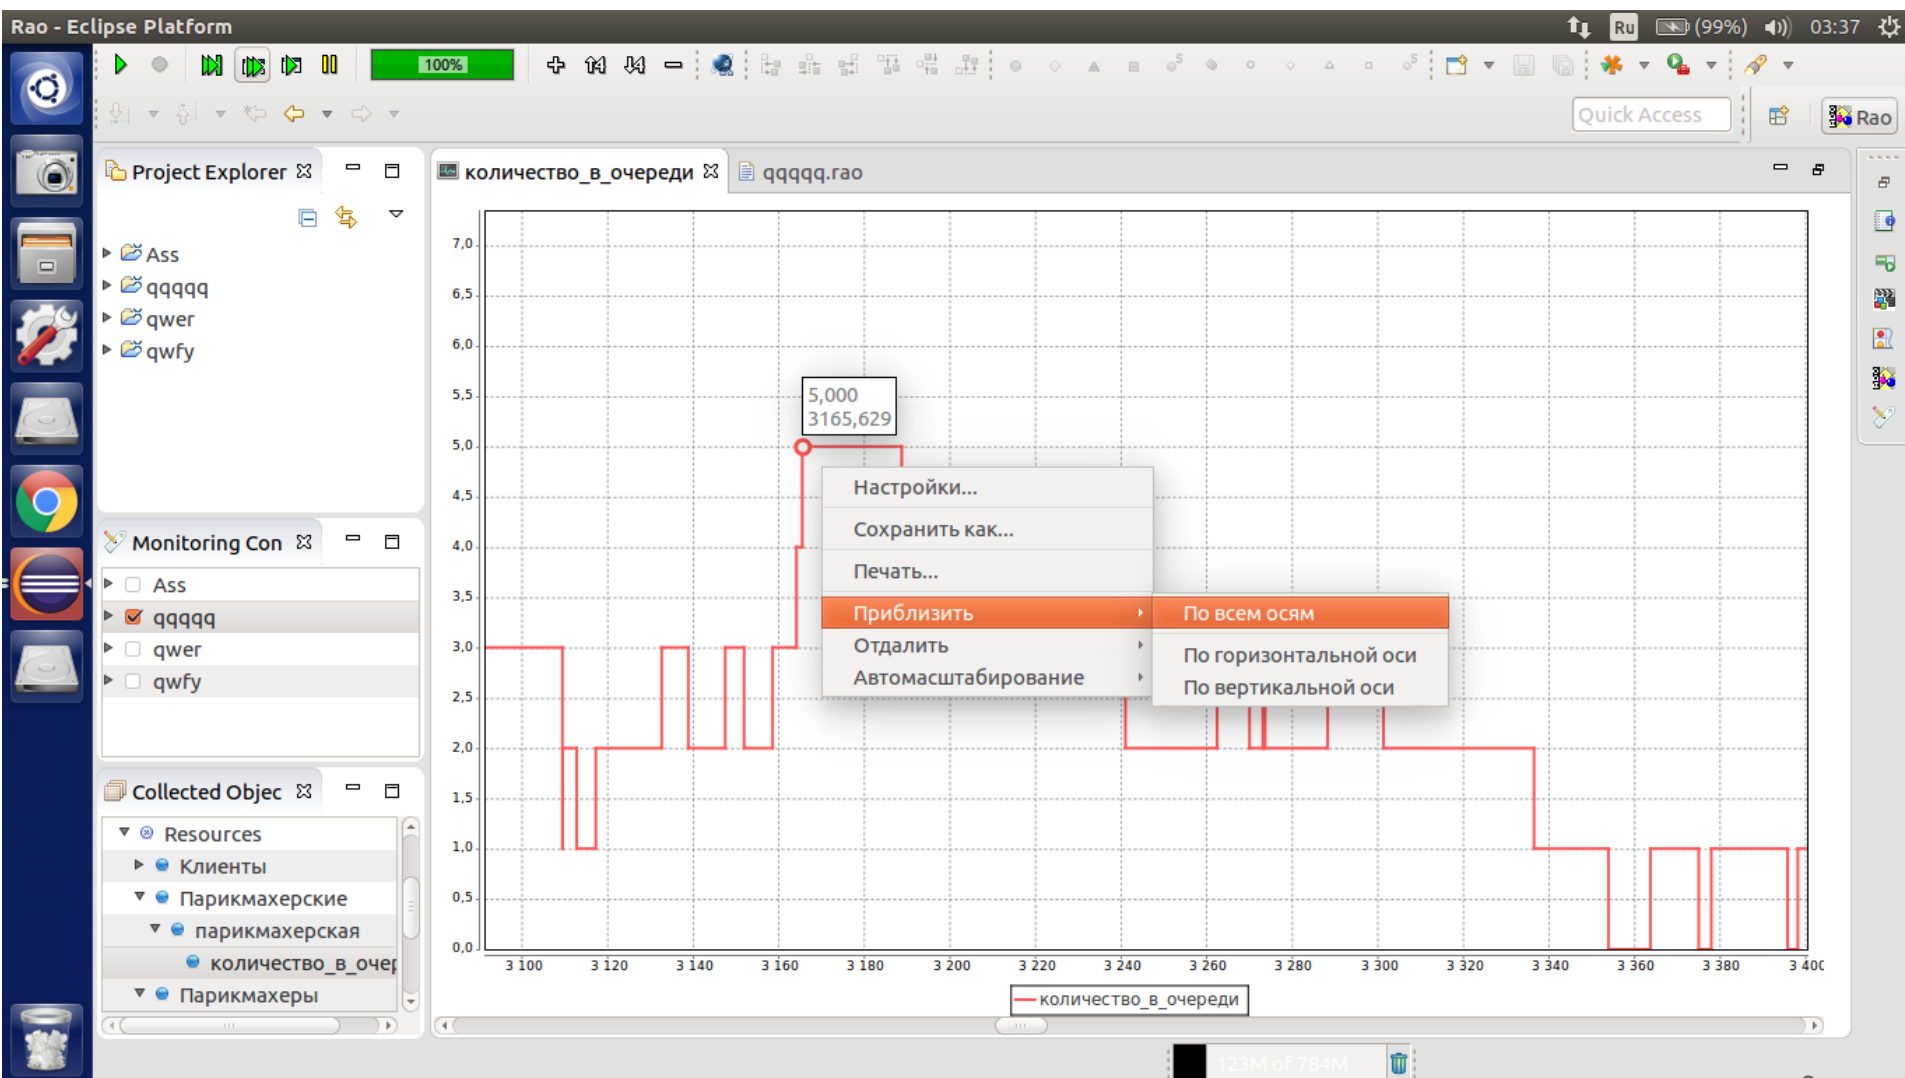 Rao - Eclipse Platform
Ru
(99%)
03:37
100%
Quick Access
Rao
Project Explorer
Ass
qqqqq
qwer
qwfy
Monitoring Con
Ass
qqqqq
qwer
qwfy
Collected Objec
Resources
Клиенты
Парикмахерские
парикмахерская
количество_в_очер
Парикмахеры
количество_в_очереди
qqqqq.rao
7,0
6,5
6,0
5,5
5,0
4,5
4,0
3,5
3,0
2,5
2,0
1,5
1,0
0,5
0,0
5,000
3165,629
Настройки...
Сохранить как...
Печать...
Приблизить
Отдалить
Автомасштабирование
По всем осям
По горизонтальной оси
По вертикальной оси
3 100
3 120
3 140
3 160
3 180
3 200
3 220
3 240
3 260
3 280
3 300
3 320
3 340
3 360
3 380
3 400
количество_в_очереди
123M of 784M